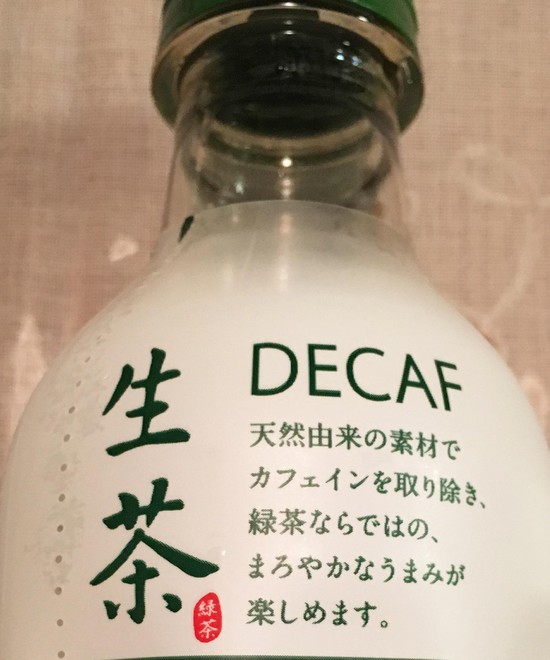 生茶
緑茶
DECAF
天然由来の素材で
カフェインを取り除き、
緑茶ならではの、
まろやかなうまみが
楽しめます。